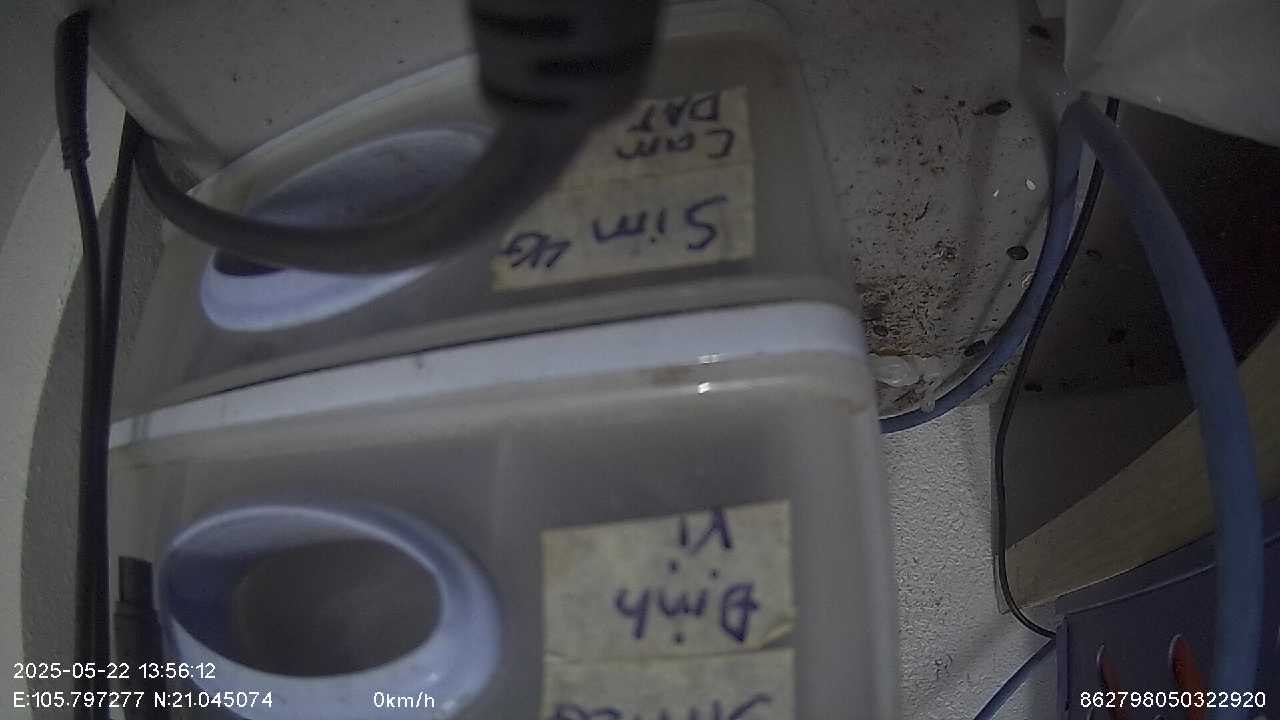 Sim 4G
Cam
DAT
Định
Vị
2025-05-22 13:56:12
E:105.797277 N:21.045074
0km/h
862798050322920